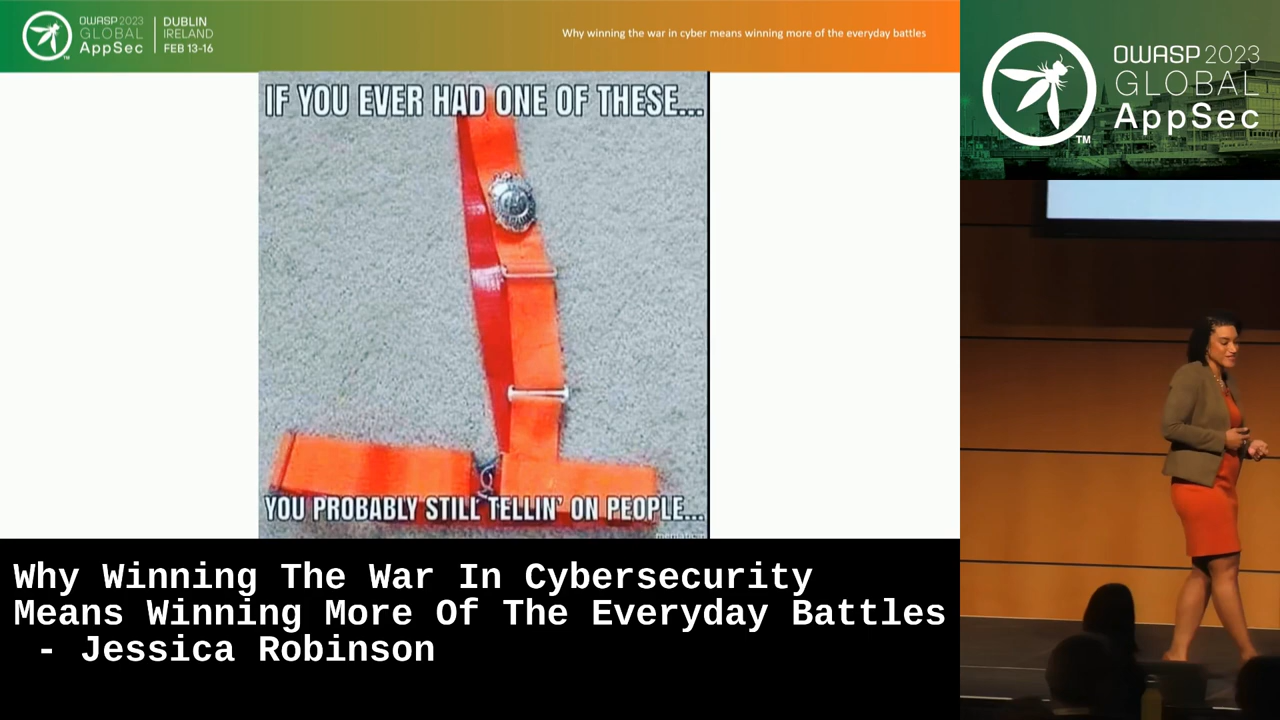 OWASP 2023
GLOBAL
AppSec
DUBLIN
IRELAND
FEB 13-16
Why winning the war in cyber means winning more of the everyday battles
IF YOU EVER HAD ONE OF THESE...
YOU PROBABLY STILL TELLIN' ON PEOPLE...
Why Winning The War In Cybersecurity
Means Winning More Of The Everyday Battles
- Jessica Robinson
OWASP 2023
GLOBAL
AppSec
TM